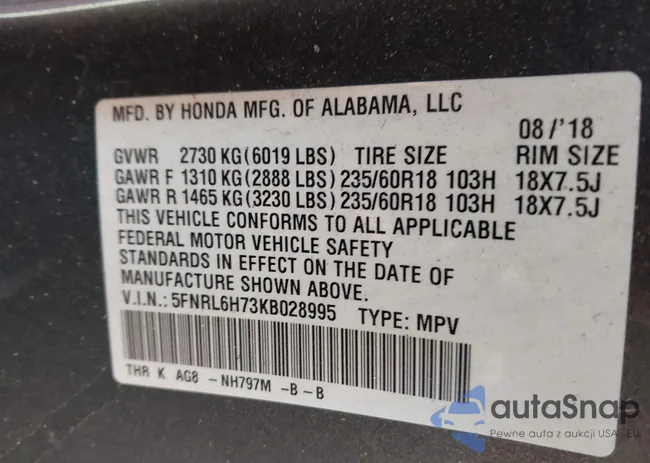 MFD. BY HONDA MFG. OF ALABAMA, LLC
08/'18
GVWR 2730 KG(6019 LBS) TIRE SIZE RIM SIZE
GAWR F 1310 KG(2888 LBS)235/60R18 103H 18X7.5J
GAWR R 1465 KG(3230 LBS)235/60R18 103H 18X7.5J
THIS VEHICLE CONFORMS TO ALL APPLICABLE
FEDERAL MOTOR VEHICLE SAFETY
STANDARDS IN EFFECT ON THE DATE OF
MANUFACTURE SHOWN ABOVE.
V.I.N.: 5FNRL6H73KB028995 TYPE: MPV
THR K AG8 -NH797M -B-B
autaSnap
Pewne auta z aukcji USA i EU